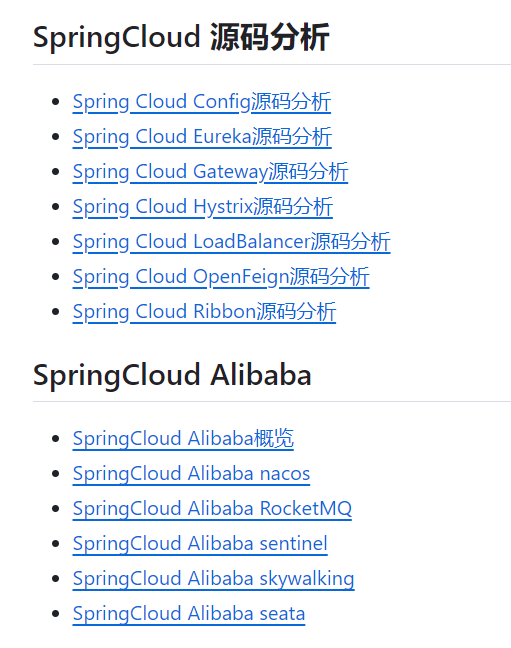 SpringCloud 源码分析
Spring Cloud Config源码分析
Spring Cloud Eureka源码分析
Spring Cloud Gateway源码分析
Spring Cloud Hystrix源码分析
Spring Cloud LoadBalancer源码分析
Spring Cloud OpenFeign源码分析
Spring Cloud Ribbon源码分析
SpringCloud Alibaba
SpringCloud Alibaba概览
SpringCloud Alibaba nacos
SpringCloud Alibaba RocketMQ
SpringCloud Alibaba sentinel
SpringCloud Alibaba skywalking
SpringCloud Alibaba seata